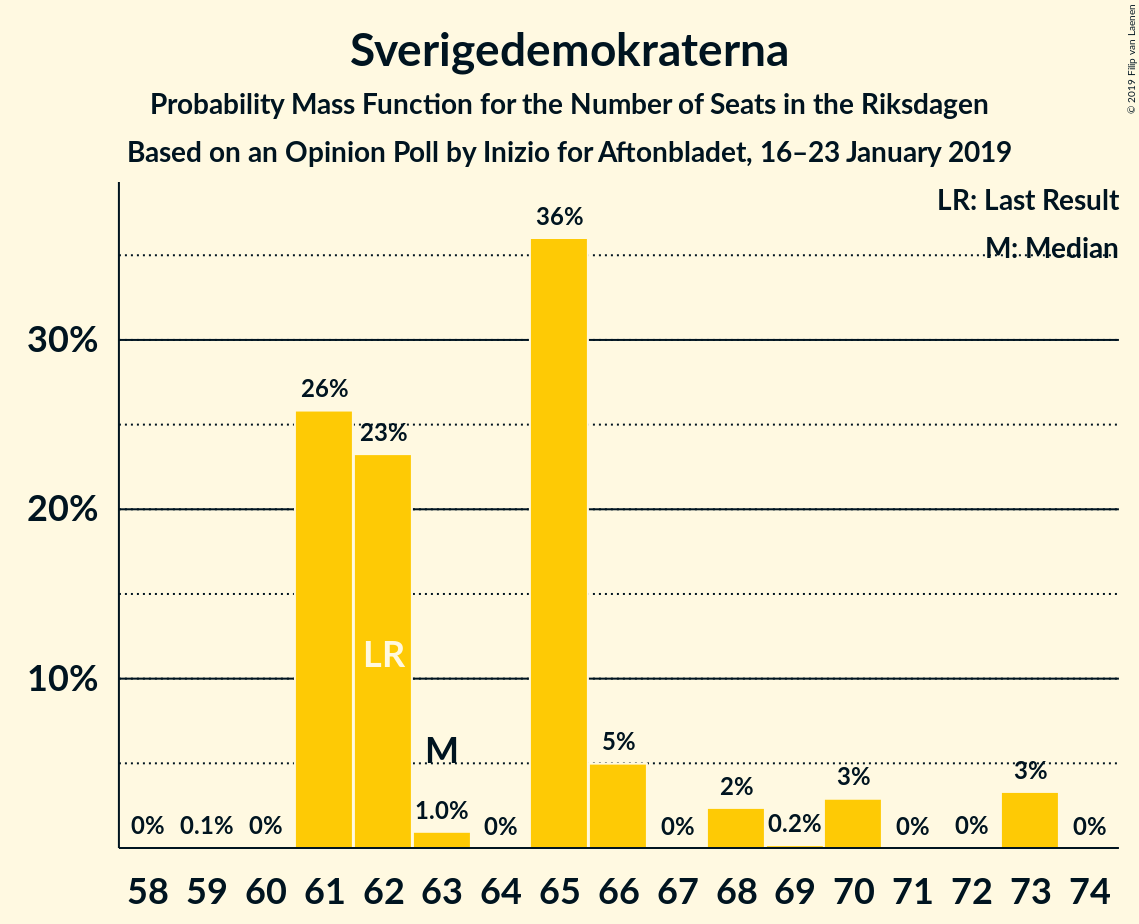 Sverigedemokraterna
Probability Mass Function for the Number of Seats in the Riksdagen
Based on an Opinion Poll by Inizio for Aftonbladet, 16–23 January 2019
© 2019 Filip van Laenen
LR: Last Result
M: Median
36%
30%
26%
23%
20%
LR
10%
M
5%
3%
3%
2%
1.0%
0%
0.1%
0%
0%
0%
0.2%
0%
0%
0%
58 59 60 61 62 63 64 65 66 67 68 69 70 71 72 73 74